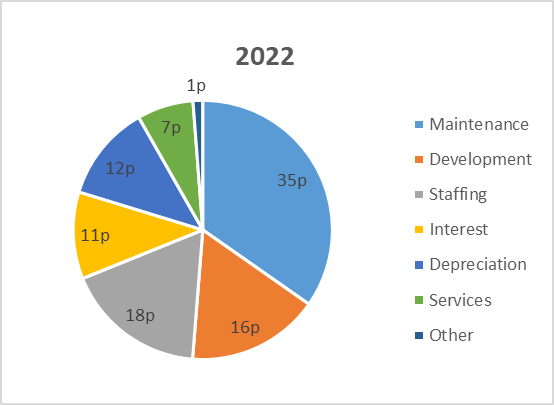 2022
1p
7p
35p
12p
11p
18p
16p
Maintenance
Development
Staffing
Interest
Depreciation
Services
Other